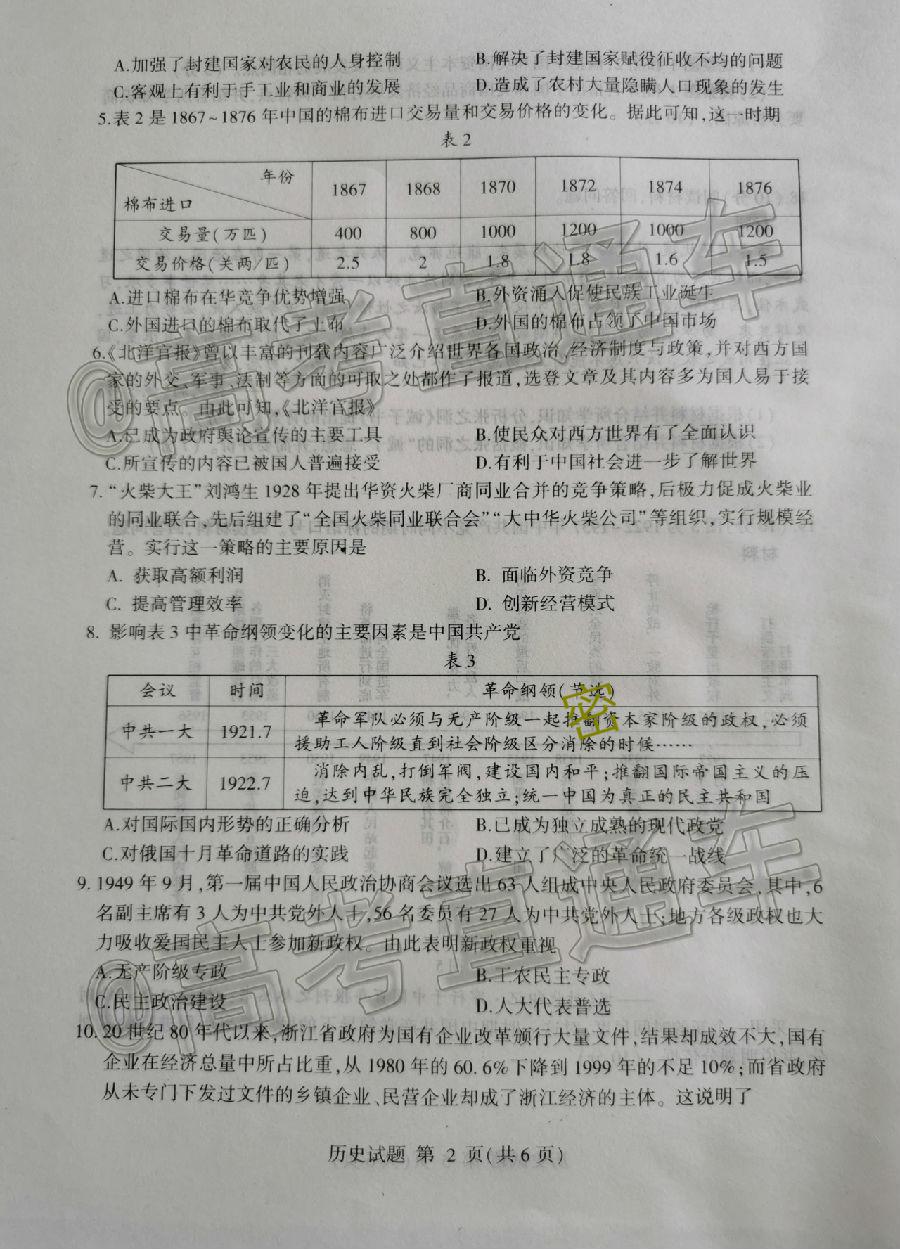 A.加强了封建国家对农民的人身控制 B.解决了封建国家赋役征收不均的问题
C.客观上有利于手工业和商业的发展 D.造成了农村大量隐瞒人口现象的发生
5.表2是1867~1876年中国的棉布进口交易量和交易价格的变化。据此可知,这一时期
表2
年份 棉布进口 1867 1868 1870 1872 1874 1876
交易量(万匹) 400 800 1000 1200 1000 1200
交易价格(关两/匹) 2.5 2 1.8 1.8 1.6 1.5
A.进口棉布在华竞争优势增强 B.外资涌入促使民族工业诞生
C.外国进口的棉布取代了土布 D.外国的棉布占领了中国市场
6.《北洋官报》曾以丰富的刊载内容广泛介绍世界各国政治、经济制度与政策,并对西方国
家的外交、军事、法制等方面的可取之处都作了报道,选登文章及其内容多为国人易于接
受的要点。由此可知,《北洋官报》
A.已成为政府舆论宣传的主要工具 B.使民众对西方世界有了全面认识
C.所宣传的内容已被国人普遍接受 D.有利于中国社会进一步了解世界
7.“火柴大王”刘鸿生1928年提出华资火柴厂商同业合并的竞争策略,后极力促成火柴业
的同业联合,先后组建了“全国火柴同业联合会”“大中华火柴公司”等组织,实行规模经
营。实行这一策略的主要原因是
A. 获取高额利润 B. 面临外资竞争
C. 提高管理效率 D. 创新经营模式
8. 影响表3中革命纲领变化的主要因素是中国共产党
表3
会议 时间 革命纲领(节选)
中共一大 1921.7 革命军队必须与无产阶级一起推翻资本家阶级的政权,必须
援助工人阶级直到社会阶级区分消除的时候……
中共二大 1922.7 消除内乱,打倒军阀,建设国内和平;推翻国际帝国主义的压
迫,达到中华民族完全独立;统一中国为真正的民主共和国
密
A.对国际国内形势的正确分析 B.已成为独立成熟的现代政党
C.对俄国十月革命道路的实践 D.建立了广泛的革命统一战线
9.1949年9月,第一届中国人民政治协商会议选出63人组成中央人民政府委员会,其中,6
名副主席有3人为中共党外人士,56名委员有27人为中共党外人士;地方各级政权也大
力吸收爱国民主人士参加新政权。由此表明新政权重视
A.无产阶级专政 B.工农民主专政
C.民主政治建设 D.人大代表普选
10.20世纪80年代以来,浙江省政府为国有企业改革颁行大量文件,结果却成效不大,国有
企业在经济总量中所占比重,从1980年的60.6%下降到1999年的不足10%;而省政府
从未专门下发过文件的乡镇企业、民营企业却成了浙江经济的主体。这说明了
历史试题 第 2 页(共6页)
@高考直通车
@高考直通车